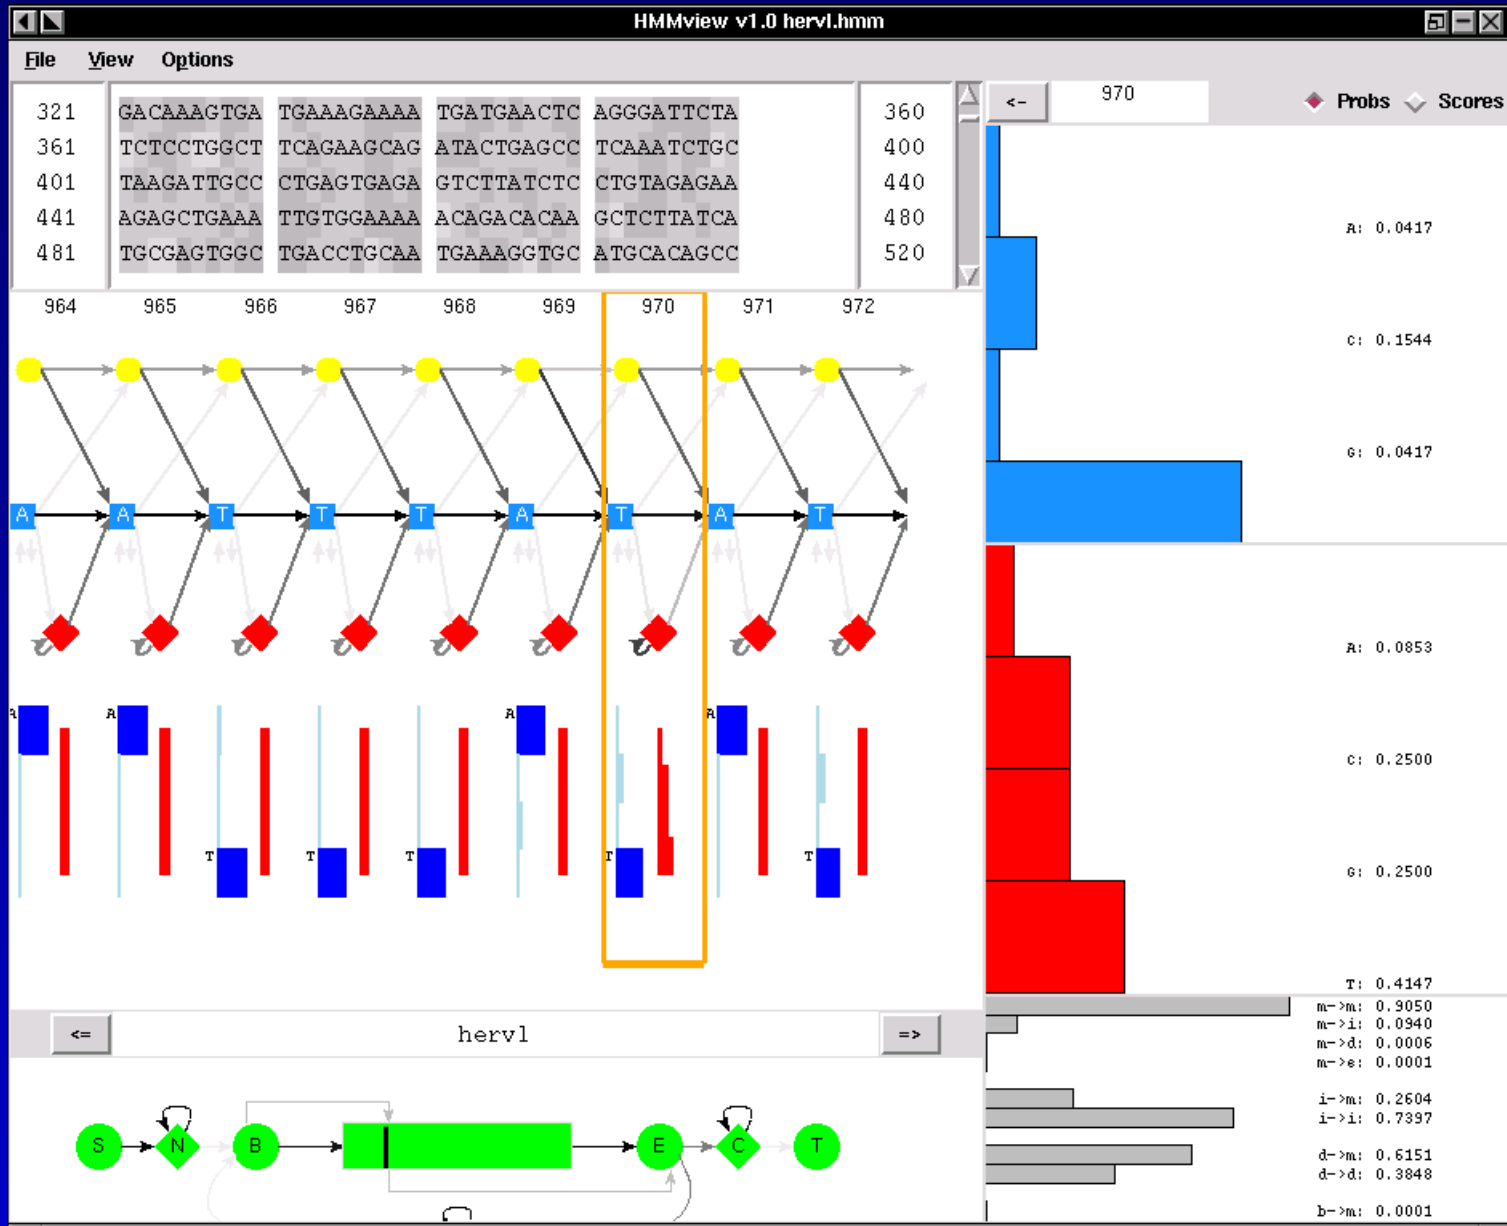 HMMview v1.0 hervl.hmm
File View Options
321 GACAAAGTGA TGAAAGAAAA TGATGAACTC AGGGATTCTA 360
361 TCTCCTGGCT TCAGAAGCAG ATACTGAGCC TCAAATCTGC 400
401 TAAGATTGCC CTGAGTGAGA GTCTTATCTC CTGTAGAGAA 440
441 AGAGCTGAAA TTGTGGAAAA ACAGACACAA GCTCTTATCA 480
481 TGCGAGTGGC TGACCTGCAA TGAAAGGTGC ATGCACAGCC 520
<- 970 Probs Scores
964 965 966 967 968 969 970 971 972
A A T T T A T A T
A A A A
T T T T T
A: 0.0417
C: 0.1544
G: 0.0417
A: 0.0853
C: 0.2500
G: 0.2500
T: 0.4147
m->m: 0.9050
m->i: 0.0940
m->d: 0.0006
m->e: 0.0001
i->m: 0.2604
i->i: 0.7397
d->m: 0.6151
d->d: 0.3848
b->m: 0.0001
<= hervl =>
S N B E C T